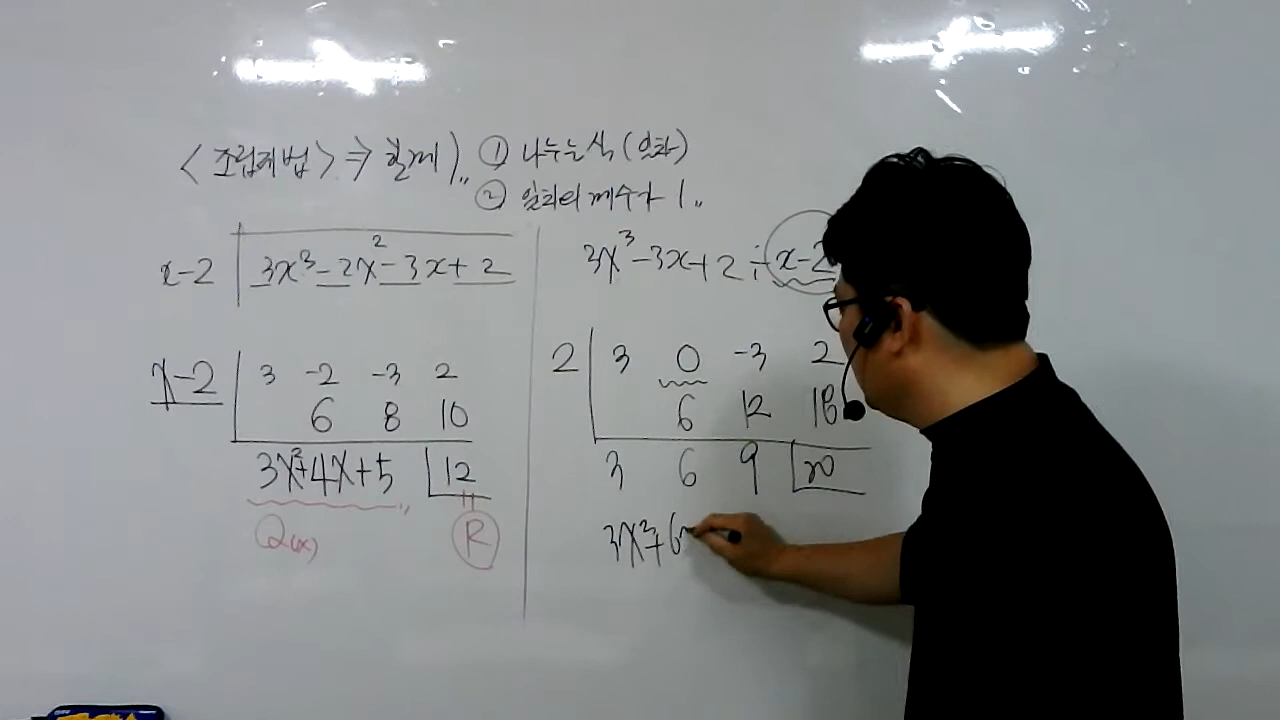 <조립제법> ⇒ 할때) ① 나누는식(일차)
② 일차의 계수가 1..
x-2 | 3x³-2x²-3x+2
x-2 | 3 -2 -3 2
6 8 10
3x²+4x+5 | 12
Q(x) R
3x³-3x+2÷x-2
2 | 3 0 -3 2
6 12 18
3 6 9 | 20
3x²+6